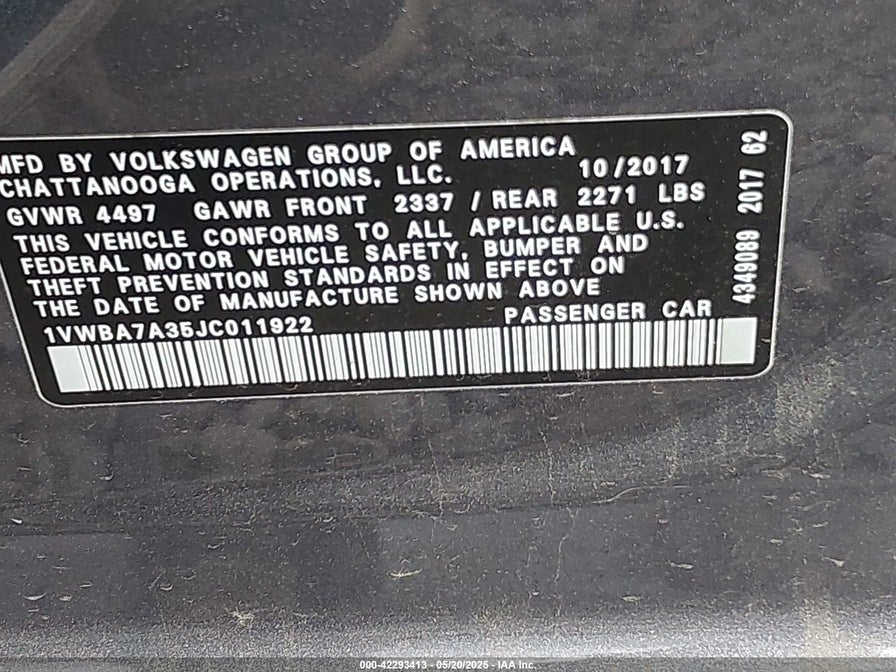 MFD BY VOLKSWAGEN GROUP OF AMERICA
CHATTANOOGA OPERATIONS, LLC. 10/2017
GVWR 4497 GAWR FRONT 2337 / REAR 2271 LBS
THIS VEHICLE CONFORMS TO ALL APPLICABLE U.S.
FEDERAL MOTOR VEHICLE SAFETY, BUMPER AND
THEFT PREVENTION STANDARDS IN EFFECT ON
THE DATE OF MANUFACTURE SHOWN ABOVE
1VWBA7A35JC011922 PASSENGER CAR
4349089 2017 62
000-42293413 - 05/20/2025 - IAA Inc.